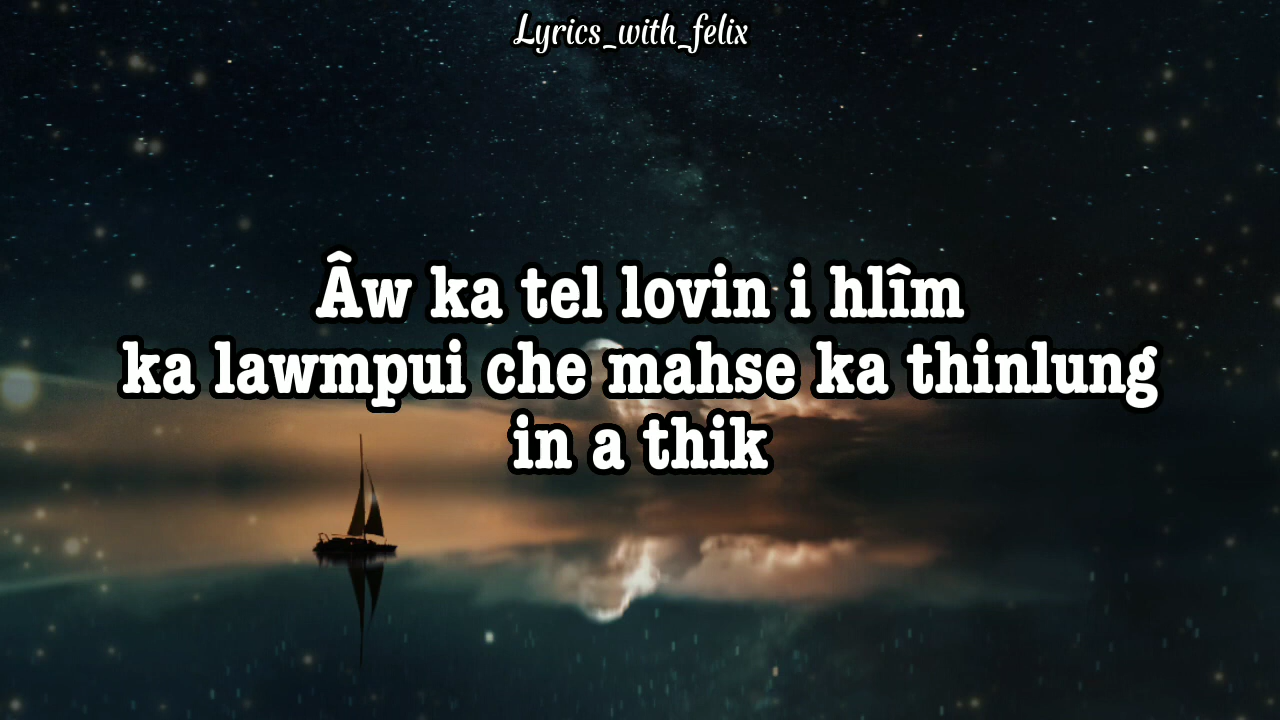 Lyrics_with_felix
Âw ka tel lovin i hlîm
ka lawmpui che mahse ka thinlung
in a thik